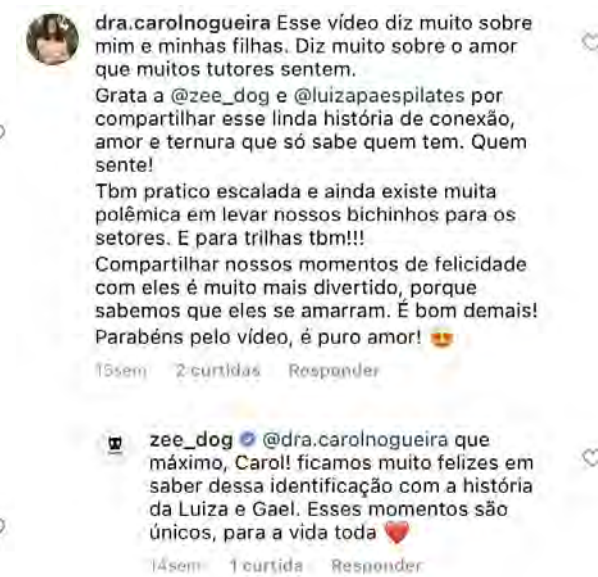 dra.carolnogueira Esse vídeo diz muito sobre
mim e minhas filhas. Diz muito sobre o amor
que muitos tutores sentem.
Grata a @zee_dog e @luizapaespilates por
compartilhar esse linda história de conexão,
amor e ternura que só sabe quem tem. Quem
sente!
Tbm pratico escalada e ainda existe muita
polêmica em levar nossos bichinhos para os
setores. E para trilhas tbm!!!
Compartilhar nossos momentos de felicidade
com eles é muito mais divertido, porque
sabemos que eles se amarram. É bom demais!
Parabéns pelo vídeo, é puro amor! 😍
15sem 2 curtidas Responder
zee_dog @dra.carolnogueira que
máximo, Carol! ficamos muito felizes em
saber dessa identificação com a história
da Luiza e Gael. Esses momentos são
únicos, para a vida toda ❤️
14sem 1 curtida Responder